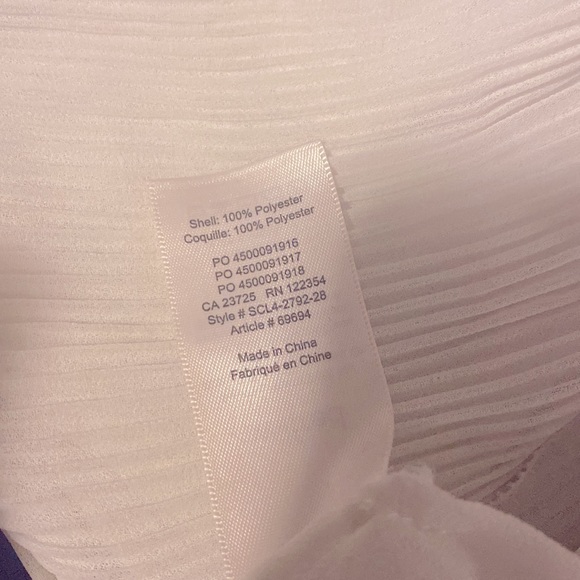 Shell: 100% Polyester
Coquille: 100% Polyester
PO 4500091916
PO 4500091917
PO 4500091918
CA 23725 RN 122354
Style # SCL4-2792-28
Article # 69694
Made in China
Fabriqué en Chine